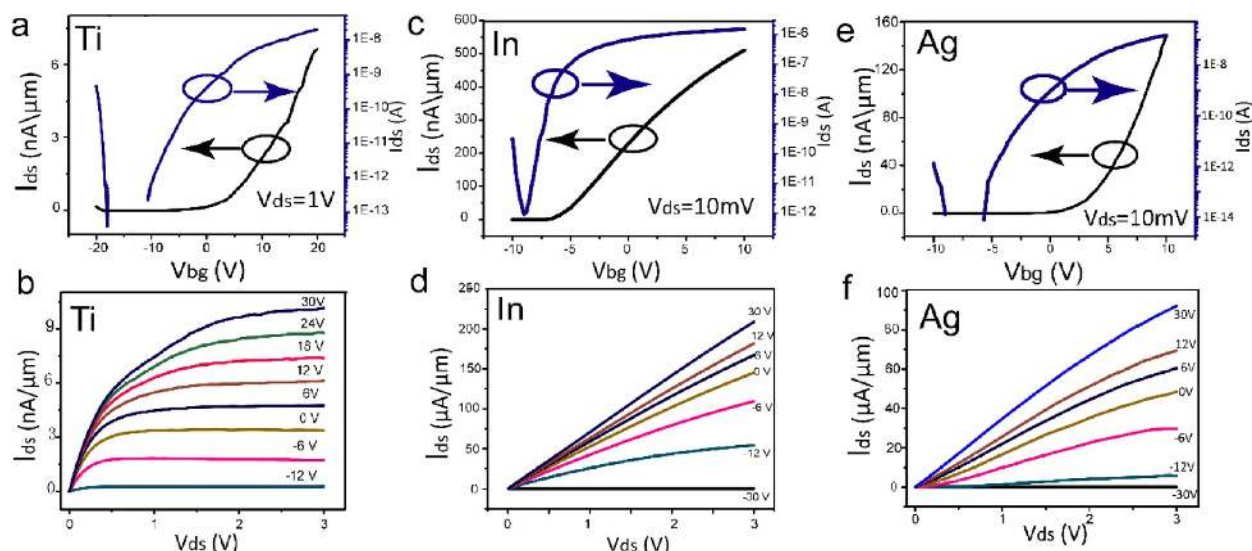 a
Ti
Ids (nA\μm)
6
3
0
1E-8
1E-9
1E-10
1E-11
1E-12
1E-13
Ids (A)
Vds=1V
-20
-10
0
10
20
Vbg (V)
c
In
Ids (nA\μm)
600
500
400
300
200
100
0
1E-6
1E-7
1E-8
1E-9
1E-10
1E-11
1E-12
Ids (A)
Vds=10mV
-10
-5
0
5
10
Vbg (V)
e
Ag
Ids (nA\μm)
160
120
80
40
0.0
1E-8
1E-10
1E-12
1E-14
Ids (A)
Vds=10mV
-10
-5
0
5
10
Vbg (V)
b
Ti
Ids (nA/μm)
9
6
3
0
30V
24V
18V
12V
6V
0 V
-6 V
-12 V
0
1
2
3
Vds (V)
d
In
Ids (μA/μm)
250
200
150
100
50
0
30 V
12 V
6 V
0 V
-6 V
-12 V
-30 V
0
1
2
3
Vds (V)
f
Ag
Ids (μA/μm)
100
80
60
40
20
0
30V
12V
6V
0V
-6V
-12V
-30V
0
1
2
3
Vds (V)